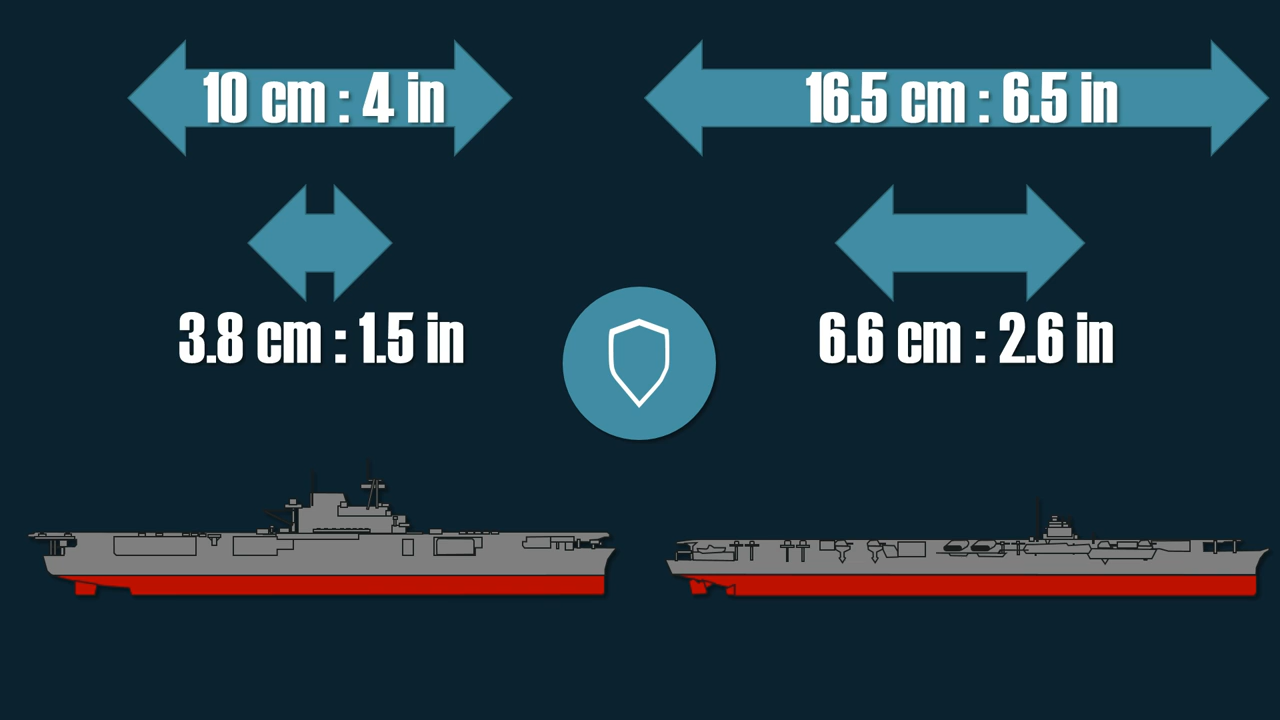 10 cm : 4 in
16.5 cm : 6.5 in
3.8 cm : 1.5 in
6.6 cm : 2.6 in